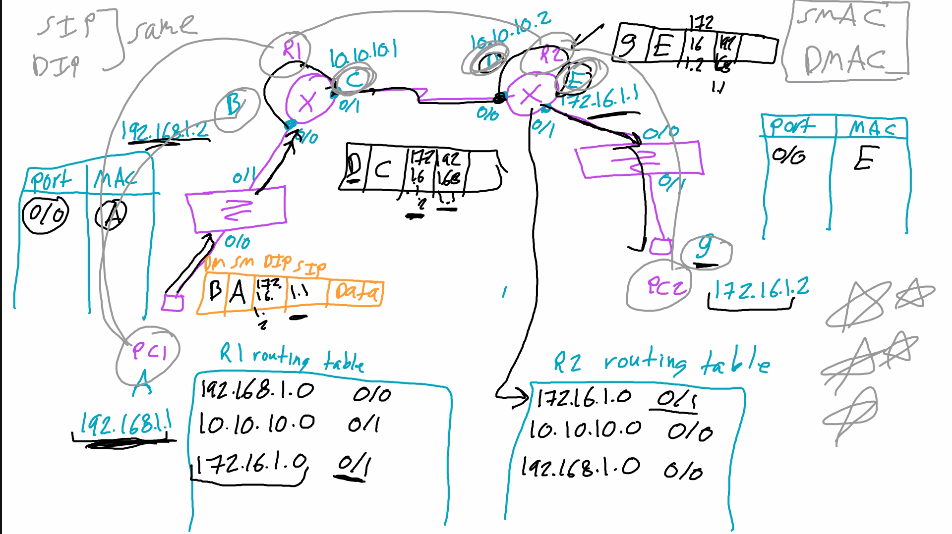 SIP
DIP
same
R1
10.10.10.1
10.10.10.2
R2
g E 172 16 1.2 192 168 1.1
SMAC
DMAC
B
X
C
D
X
E
192.168.1.2
0/0
0/1
0/0
0/1
172.16.1.1
Port MAC
0/0 A
0/1
0/0
D C 172 16 .1 .2 192 168 1.1
0/0
0/1
Port MAC
0/0 E
DM SM DIP SIP
B A 172 16. 1. .2 1.1 Data
g
PC2
172.16.1.2
PC1
A
192.168.1.1
R1 routing table
192.168.1.0 0/0
10.10.10.0 0/1
172.16.1.0 0/1
R2 routing table
172.16.1.0 0/1
10.10.10.0 0/0
192.168.1.0 0/0